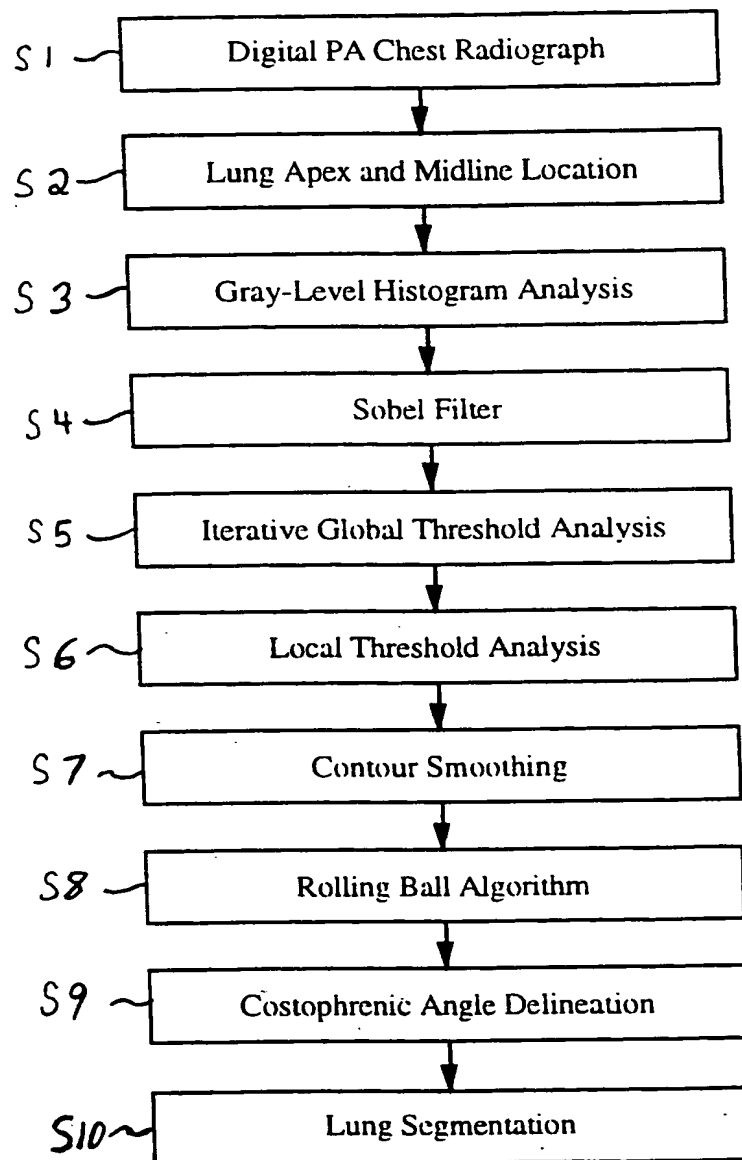 S1 Digital PA Chest Radiograph
S2 Lung Apex and Midline Location
S3 Gray-Level Histogram Analysis
S4 Sobel Filter
S5 Iterative Global Threshold Analysis
S6 Local Threshold Analysis
S7 Contour Smoothing
S8 Rolling Ball Algorithm
S9 Costophrenic Angle Delineation
S10 Lung Segmentation